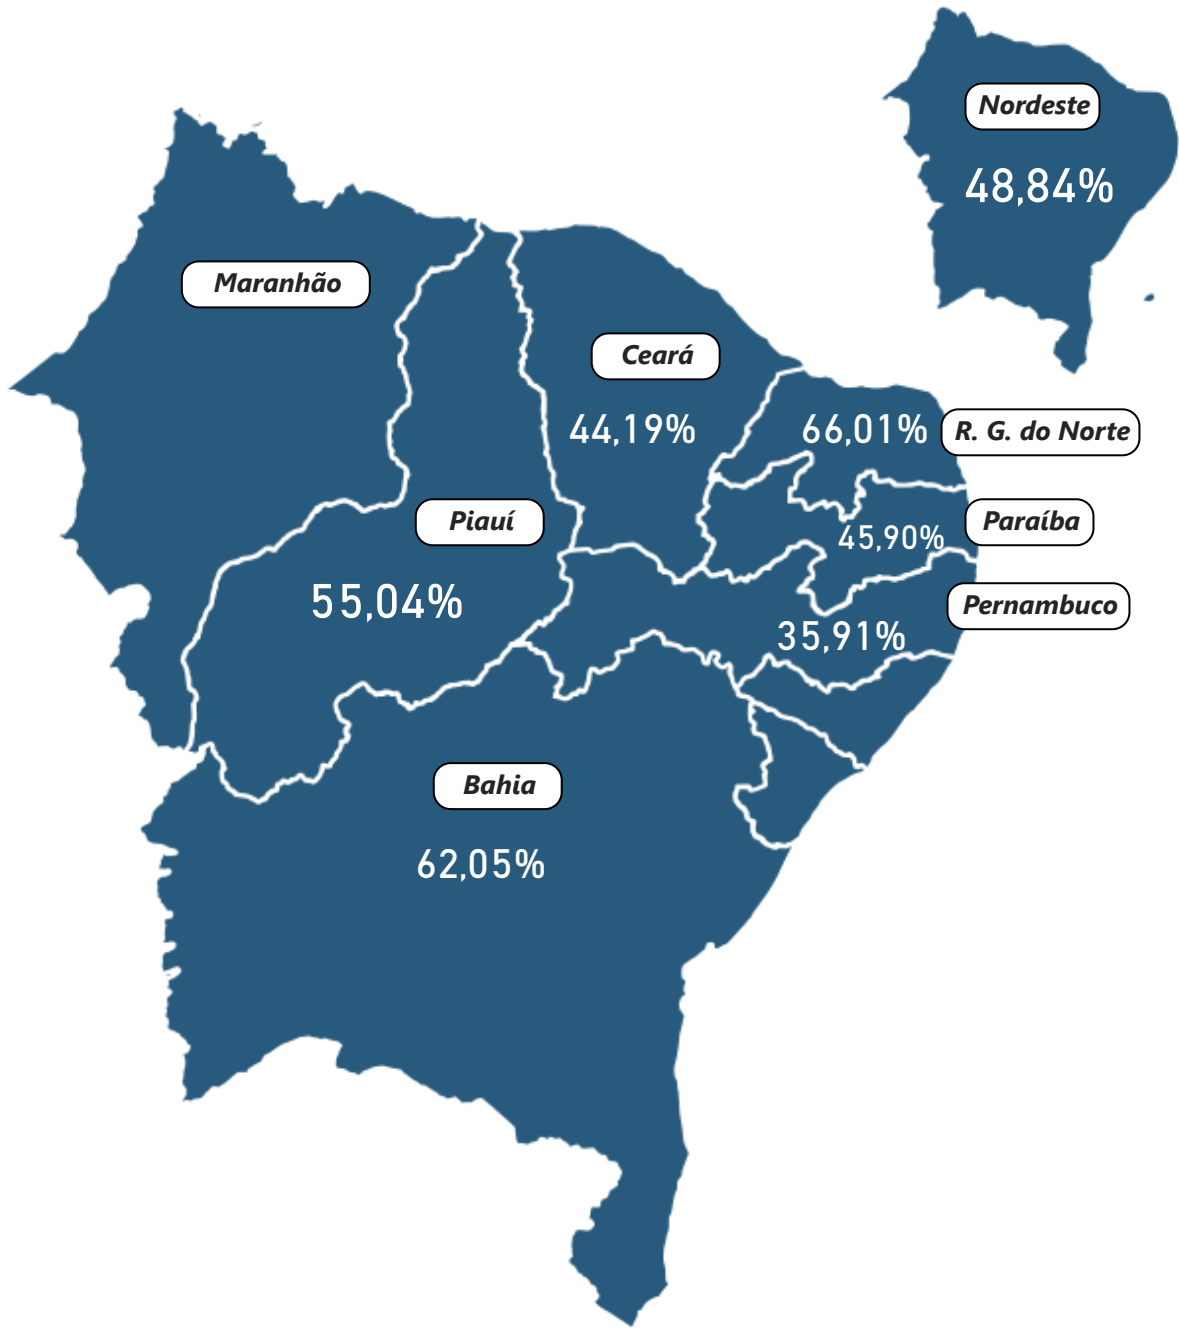 Nordeste
48,84%
Maranhão
Ceará
44,19%
66,01%
R. G. do Norte
Piauí
55,04%
Paraíba
45,90%
Pernambuco
35,91%
Bahia
62,05%